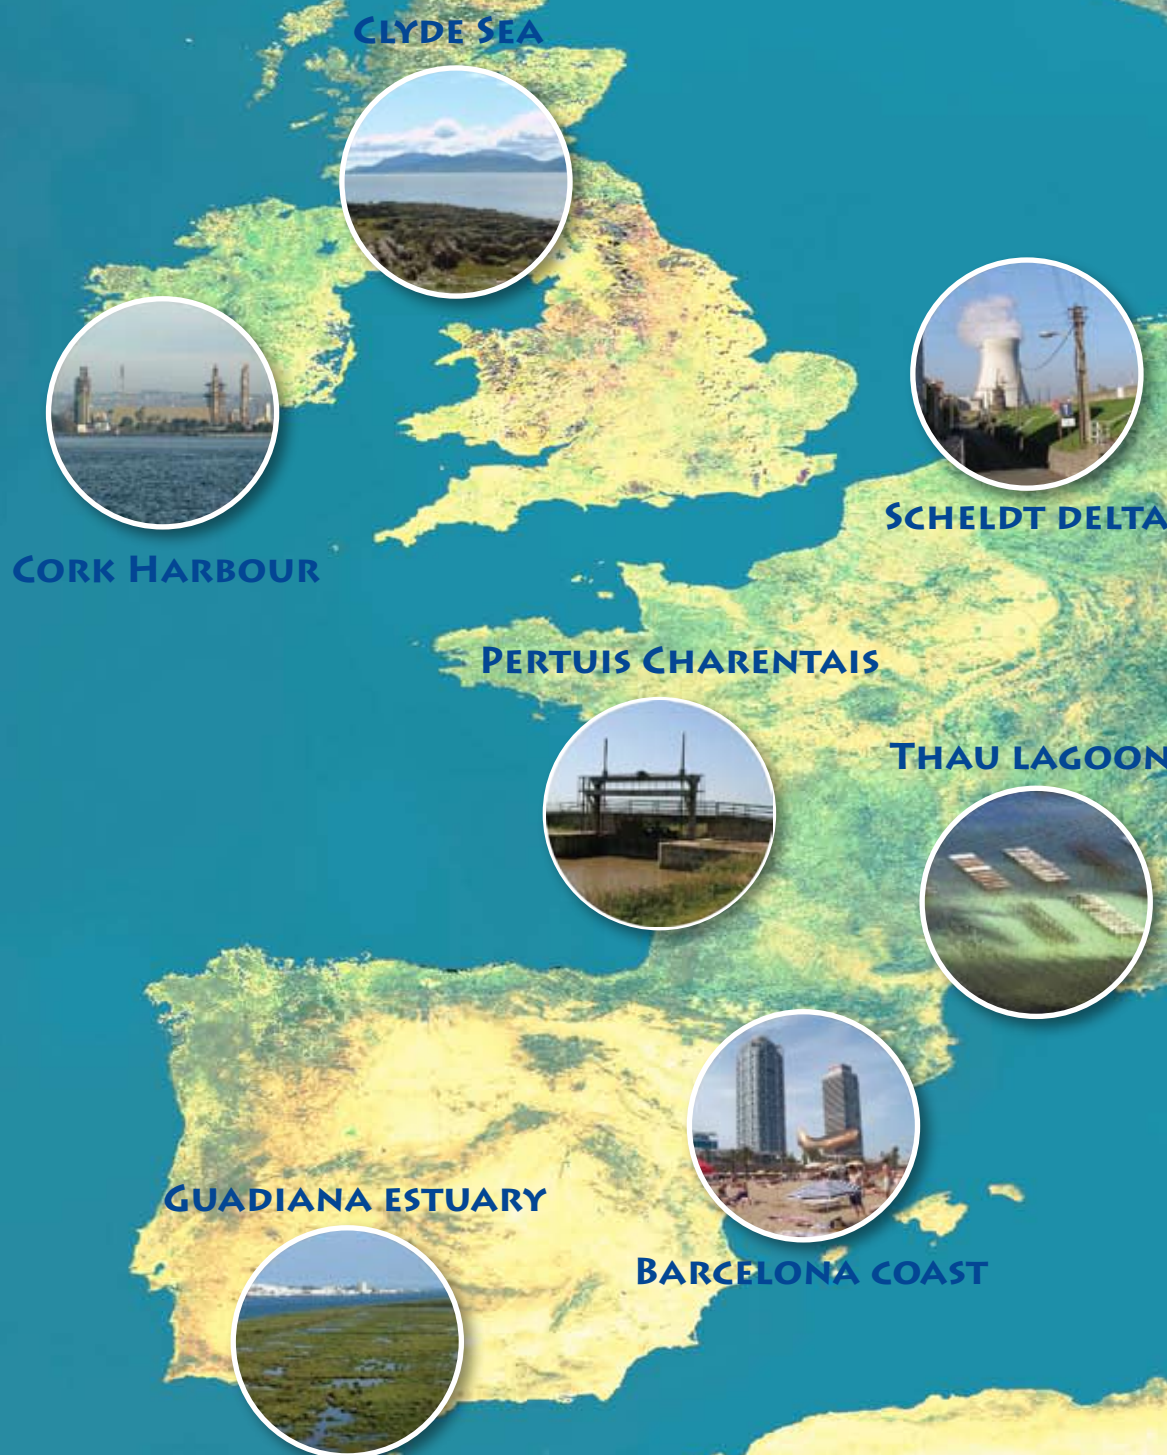 Clyde Sea
Scheldt delta
Cork Harbour
Pertuis Charentais
Thau lagoon
Guadiana estuary
Barcelona coast